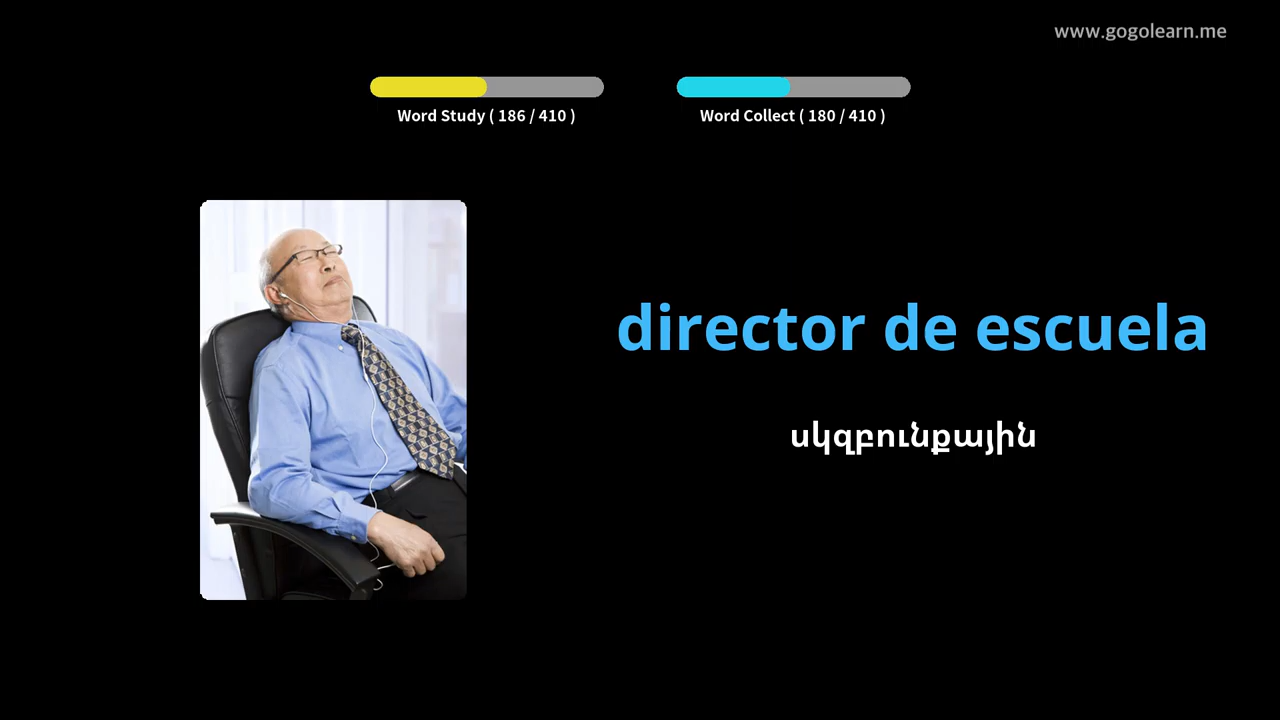 www.gogolearn.me
Word Study ( 186 / 410 )
Word Collect ( 180 / 410 )
director de escuela
սկզբունքային